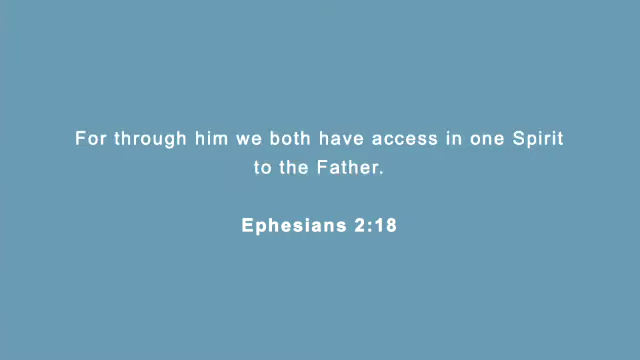 For through him we both have access in one Spirit
to the Father.
Ephesians 2:18